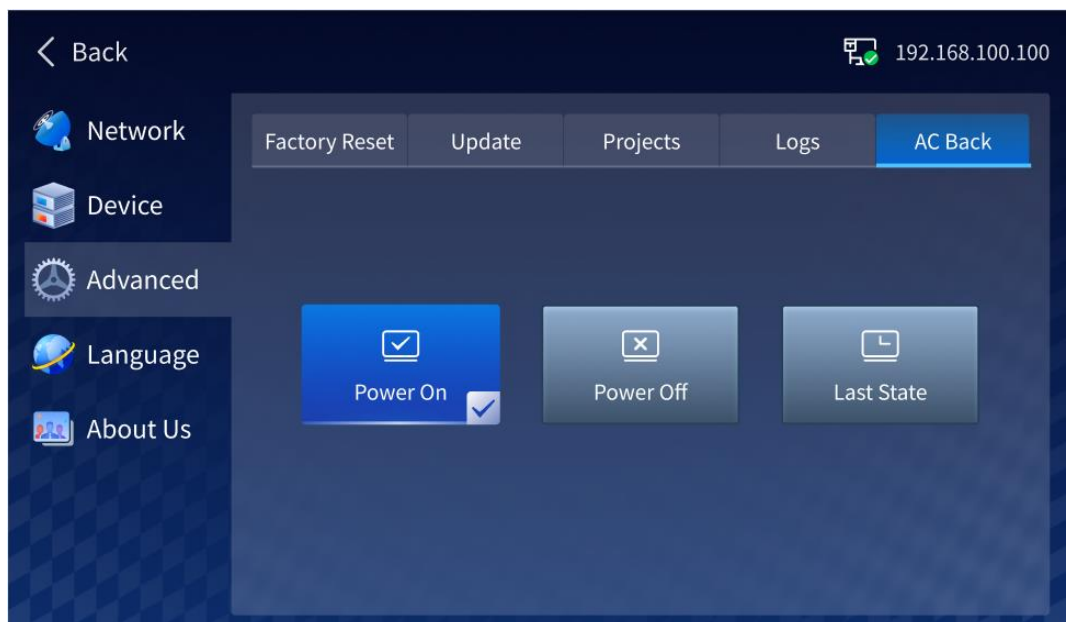 Back
192.168.100.100
Network
Device
Advanced
Language
About Us
Factory Reset
Update
Projects
Logs
AC Back
Power On
Power Off
Last State